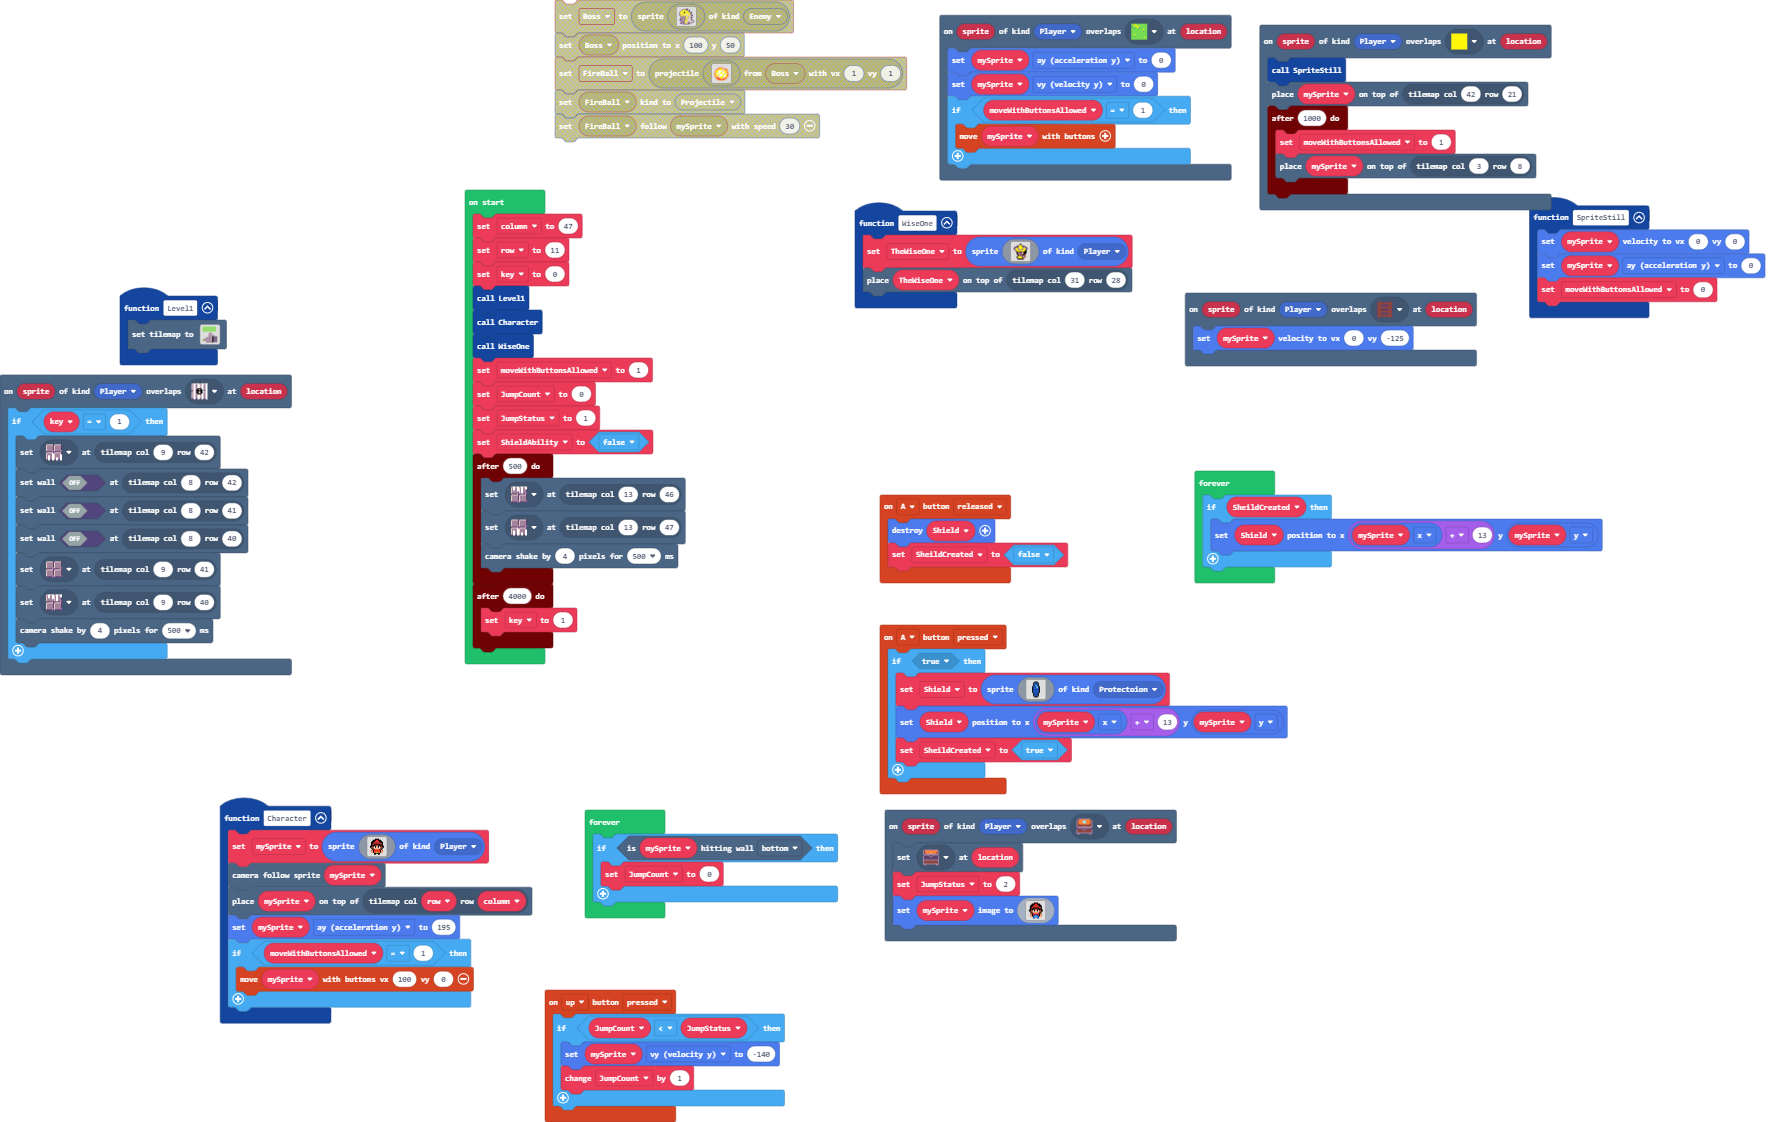 set Boss to sprite of kind Enemy
set Boss position to x 100 y 50
set FireBall to projectile from Boss with vx 1 vy 1
set FireBall kind to Projectile
set FireBall follow mySprite with speed 30
on sprite of kind Player overlaps at location
set mySprite ay (acceleration y) to 0
set mySprite vy (velocity y) to 0
if moveWithButtonsAllowed = 1 then
move mySprite with buttons
on sprite of kind Player overlaps at location
call SpriteStill
place mySprite on top of tilemap col 42 row 21
after 1000 do
set moveWithButtonsAllowed to 1
place mySprite on top of tilemap col 3 row 8
function SpriteStill
set mySprite velocity to vx 0 vy 0
set mySprite ay (acceleration y) to 0
set moveWithButtonsAllowed to 0
function WiseOne
set TheWiseOne to sprite of kind Player
place TheWiseOne on top of tilemap col 31 row 28
on sprite of kind Player overlaps at location
set mySprite velocity to vx 0 vy -125
on start
set column to 47
set row to 11
set key to 0
call Level1
call Character
call WiseOne
set moveWithButtonsAllowed to 1
set JumpCount to 0
set JumpStatus to 1
set ShieldAbility to false
after 500 do
set at tilemap col 13 row 46
set at tilemap col 13 row 47
camera shake by 4 pixels for 500 ms
after 4000 do
set key to 1
function Level1
set tilemap to
on sprite of kind Player overlaps at location
if key = 1 then
set at tilemap col 9 row 42
set wall OFF at tilemap col 8 row 42
set wall OFF at tilemap col 8 row 41
set wall OFF at tilemap col 8 row 40
set at tilemap col 9 row 41
set at tilemap col 9 row 40
camera shake by 4 pixels for 500 ms
on A button released
destroy Shield
set SheildCreated to false
forever
if SheildCreated then
set Shield position to x mySprite x + 13 y mySprite y
on A button pressed
if true then
set Shield to sprite of kind Protectoion
set Shield position to x mySprite x + 13 y mySprite y
set SheildCreated to true
function Character
set mySprite to sprite of kind Player
camera follow sprite mySprite
place mySprite on top of tilemap col row row column
set mySprite ay (acceleration y) to 195
if moveWithButtonsAllowed = 1 then
move mySprite with buttons vx 100 vy 0
forever
if is mySprite hitting wall bottom then
set JumpCount to 0
on sprite of kind Player overlaps at location
set at location
set JumpStatus to 2
set mySprite image to
on up button pressed
if JumpCount < JumpStatus then
set mySprite vy (velocity y) to -140
change JumpCount by 1